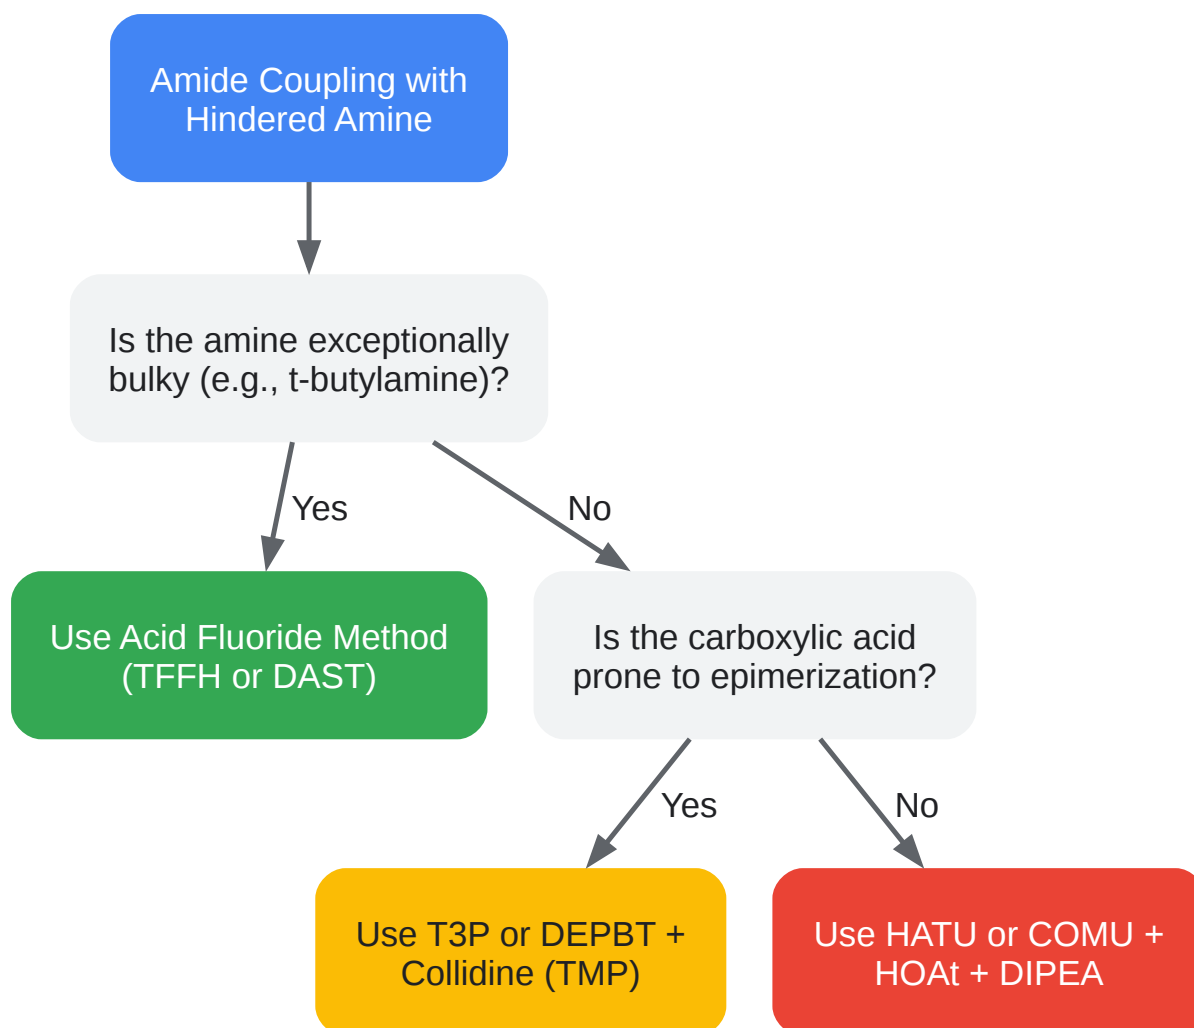 Amide Coupling with
Hindered Amine
Is the amine exceptionally
bulky (e.g., t-butylamine)?
Yes
No
Use Acid Fluoride Method
(TFFH or DAST)
Is the carboxylic acid
prone to epimerization?
Yes
No
Use T3P or DEPBT +
Collidine (TMP)
Use HATU or COMU +
HOAt + DIPEA